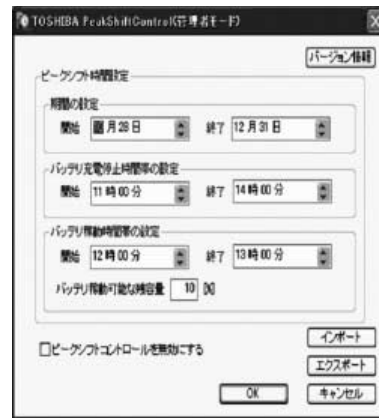 TOSHIBA PeakShiftControl(管理者モード)
バージョン情報
ピークシフト時間設定
期間の設定
開始 月28日 終了 12月31日
バッテリ充電停止時間帯の設定
開始 11時00分 終了 14時00分
バッテリ稼動時間帯の設定
開始 12時00分 終了 13時00分
バッテリ稼動可能な残容量 10 [%]
□ピークシフトコントロールを無効にする
インポート
エクスポート
OK キャンセル